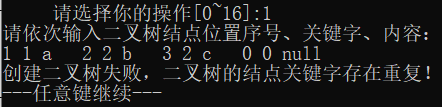 请选择你的操作[0~16]:1
请依次输入二叉树结点位置序号、关键字、内容:
1 1 a   2 2 b   3 2 c   0 0 null
创建二叉树失败，二叉树的结点关键字存在重复！
---任意键继续---